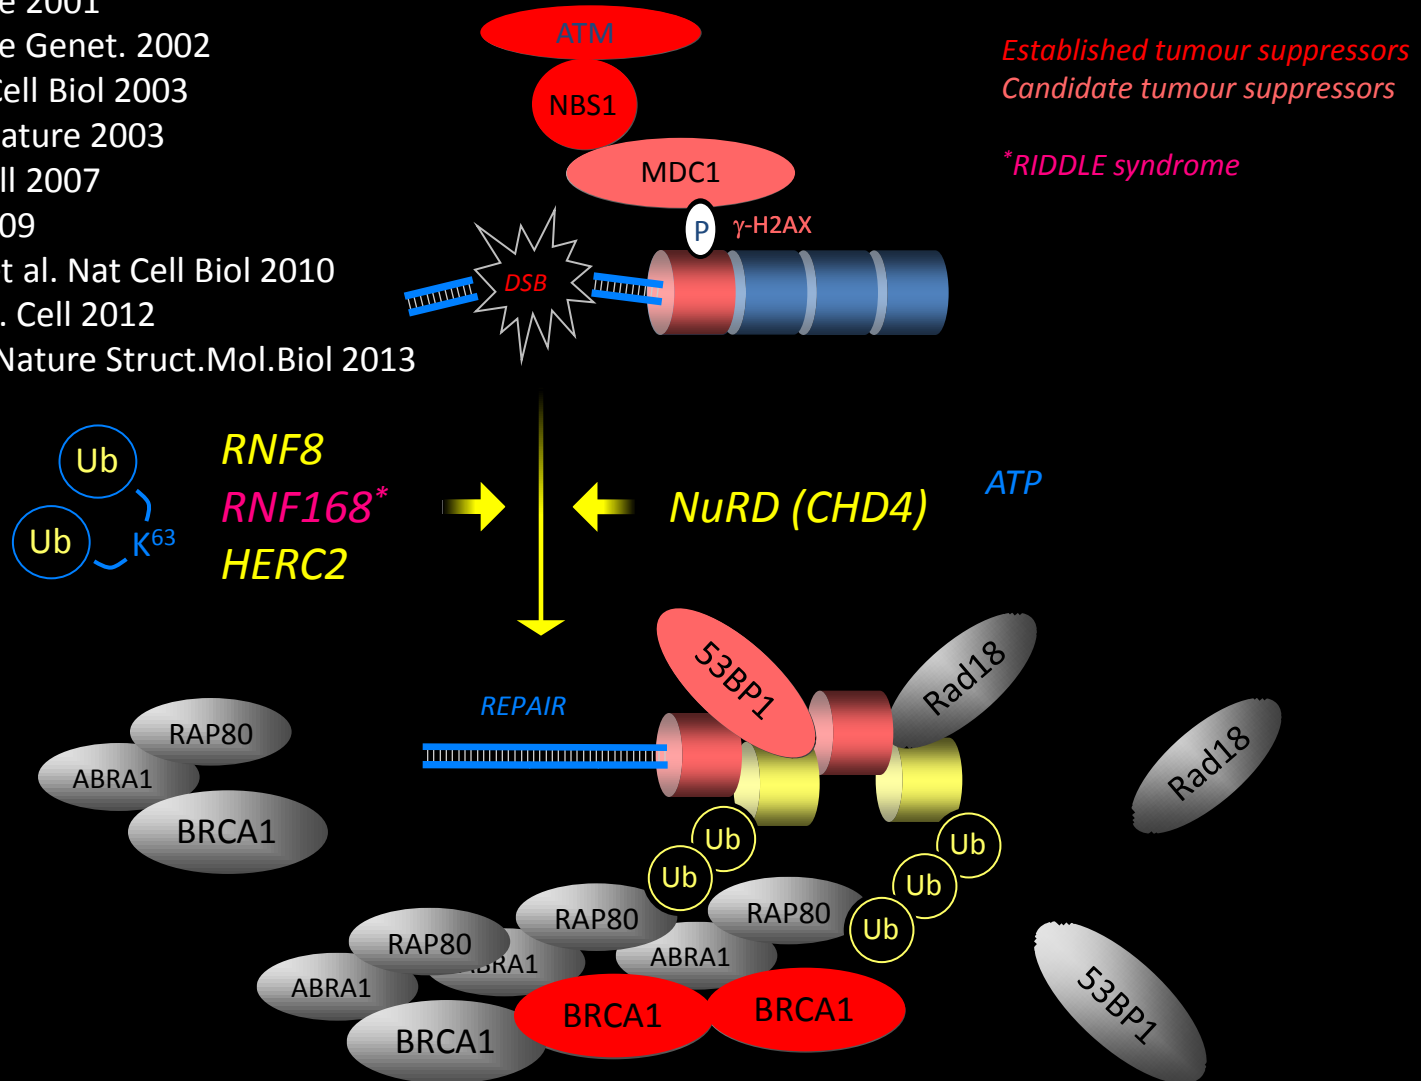 e 2001
e Genet. 2002
Cell Biol 2003
ature 2003
ll 2007
09
t al. Nat Cell Biol 2010
. Cell 2012
Nature Struct.Mol.Biol 2013
ATM
NBS1
MDC1
P
γ-H2AX
DSB
Established tumour suppressors
Candidate tumour suppressors
*RIDDLE syndrome
Ub
Ub
K63
RNF8
RNF168*
HERC2
NuRD (CHD4)
ATP
REPAIR
53BP1
Rad18
Rad18
RAP80
ABRA1
BRCA1
Ub
Ub
Ub
Ub
Ub
RAP80
RAP80
RAP80
ABRA1
BRA1
ABRA1
BRCA1
BRCA1
BRCA1
53BP1